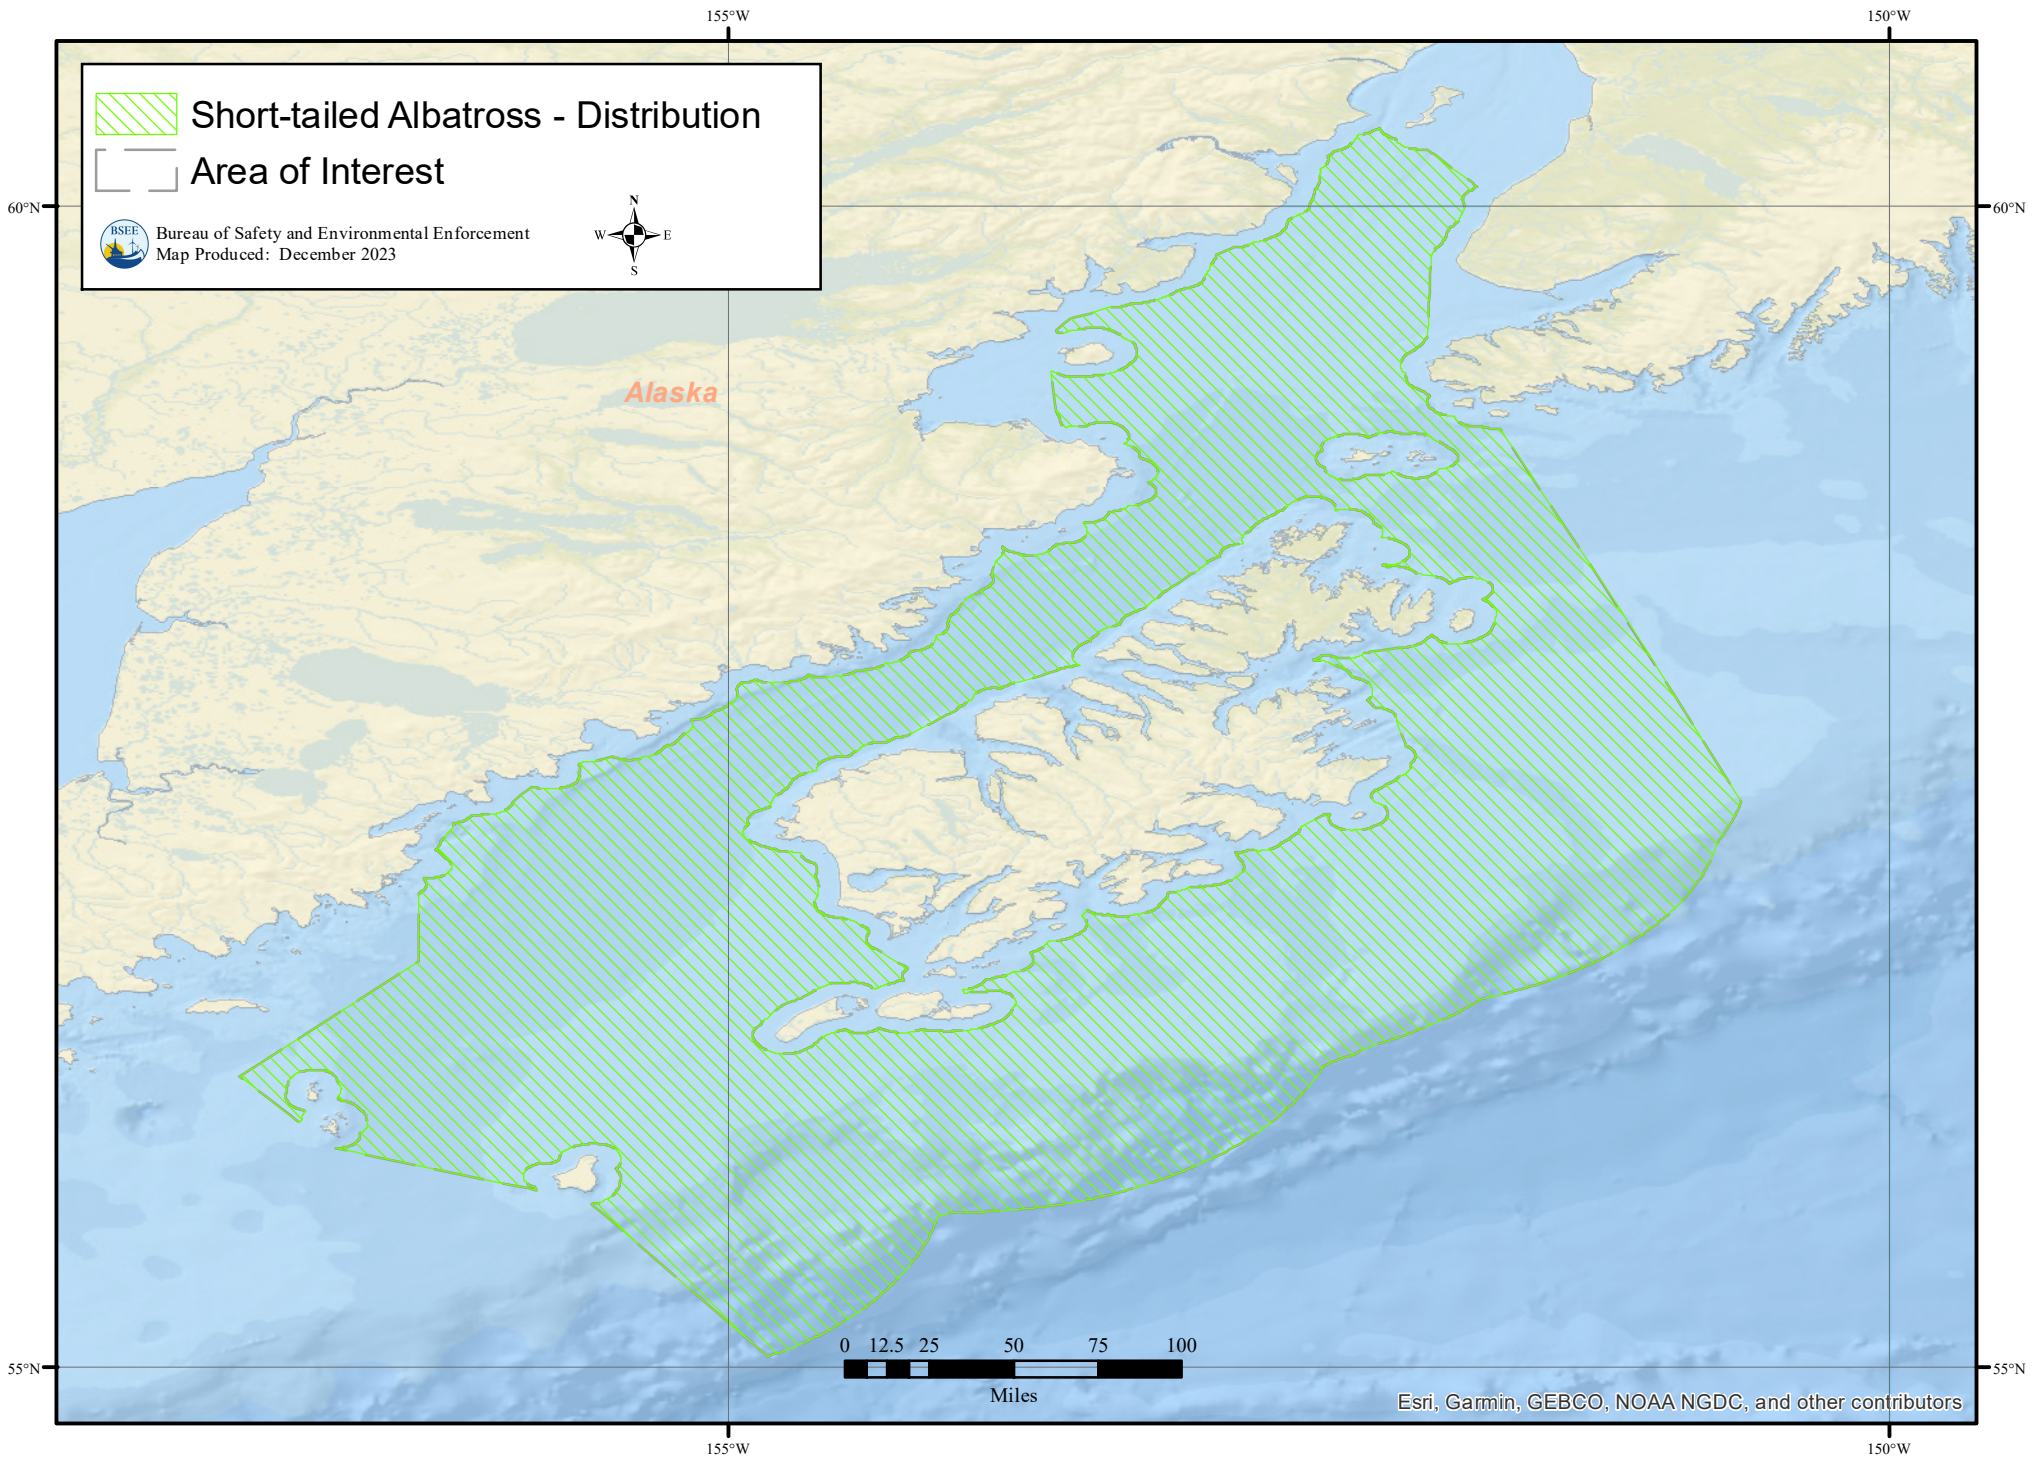 155°W 150°W
Short-tailed Albatross - Distribution
Area of Interest
BSEE
Bureau of Safety and Environmental Enforcement
Map Produced: December 2023
N
W E
S
60°N 60°N
Alaska
0 12.5 25 50 75 100
Miles
55°N 55°N
Esri, Garmin, GEBCO, NOAA NGDC, and other contributors
155°W 150°W